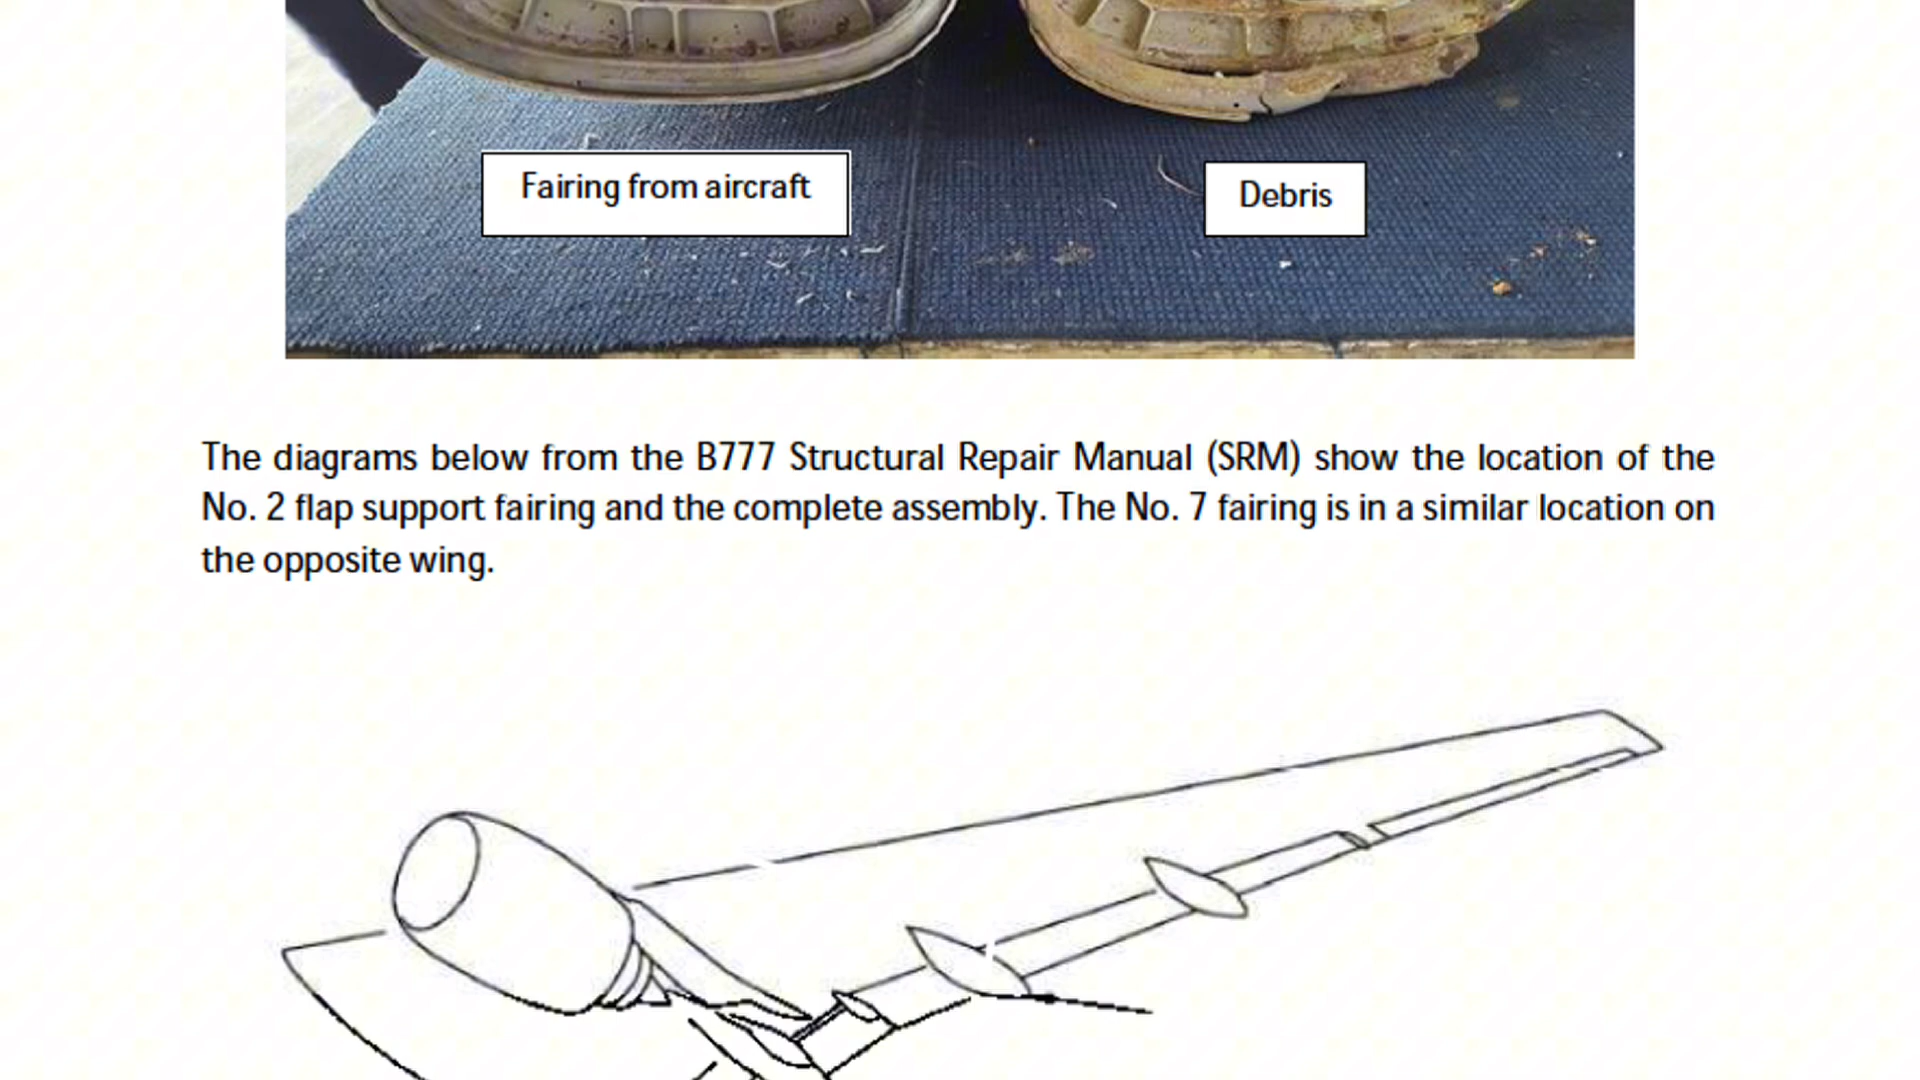 Fairing from aircraft
Debris
The diagrams below from the B777 Structural Repair Manual (SRM) show the location of the
No. 2 flap support fairing and the complete assembly. The No. 7 fairing is in a similar location on
the opposite wing.